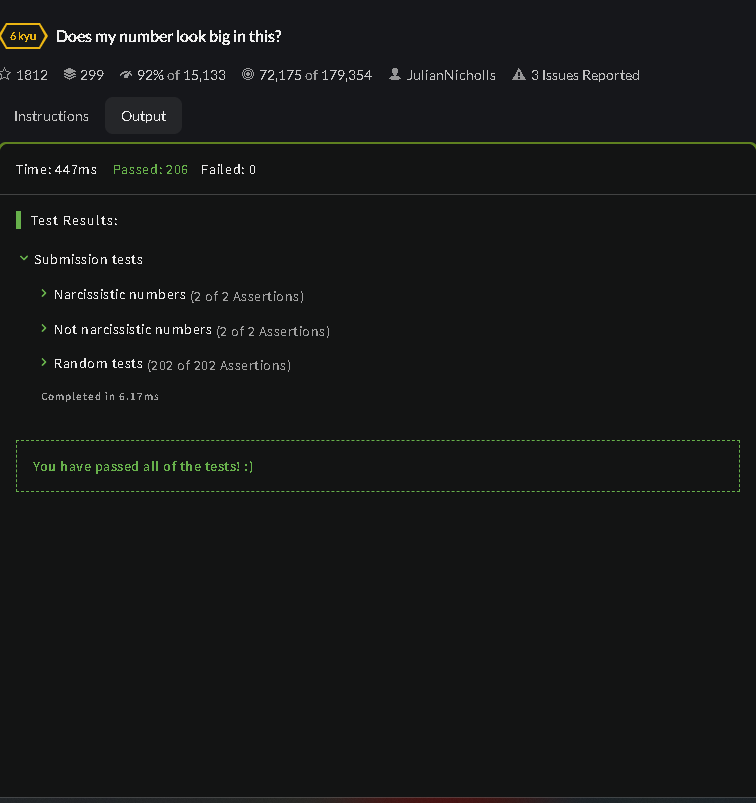 6 kyu Does my number look big in this?
1812 299 92% of 15,133 72,175 of 179,354 JulianNicholls 3 Issues Reported
Instructions Output
Time: 447ms Passed: 206 Failed: 0
Test Results:
Submission tests
Narcissistic numbers (2 of 2 Assertions)
Not narcissistic numbers (2 of 2 Assertions)
Random tests (202 of 202 Assertions)
Completed in 6.17ms
You have passed all of the tests! :)